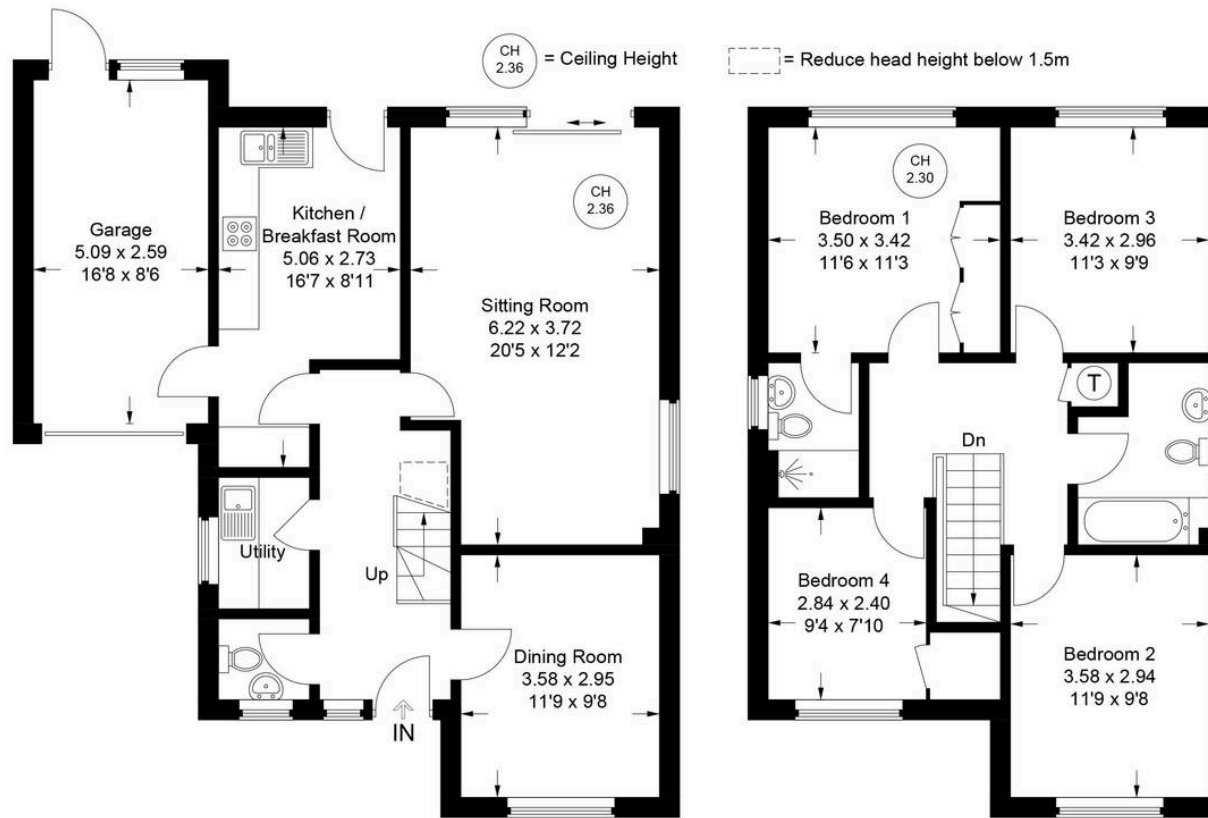 CH
2.36
= Ceiling Height
= Reduce head height below 1.5m
Garage
5.09 x 2.59
16'8 x 8'6
Kitchen /
Breakfast Room
5.06 x 2.73
16'7 x 8'11
CH
2.36
Sitting Room
6.22 x 3.72
20'5 x 12'2
Utility
Up
Dining Room
3.58 x 2.95
11'9 x 9'8
IN
CH
2.30
Bedroom 1
3.50 x 3.42
11'6 x 11'3
Bedroom 3
3.42 x 2.96
11'3 x 9'9
T
Dn
Bedroom 4
2.84 x 2.40
9'4 x 7'10
Bedroom 2
3.58 x 2.94
11'9 x 9'8